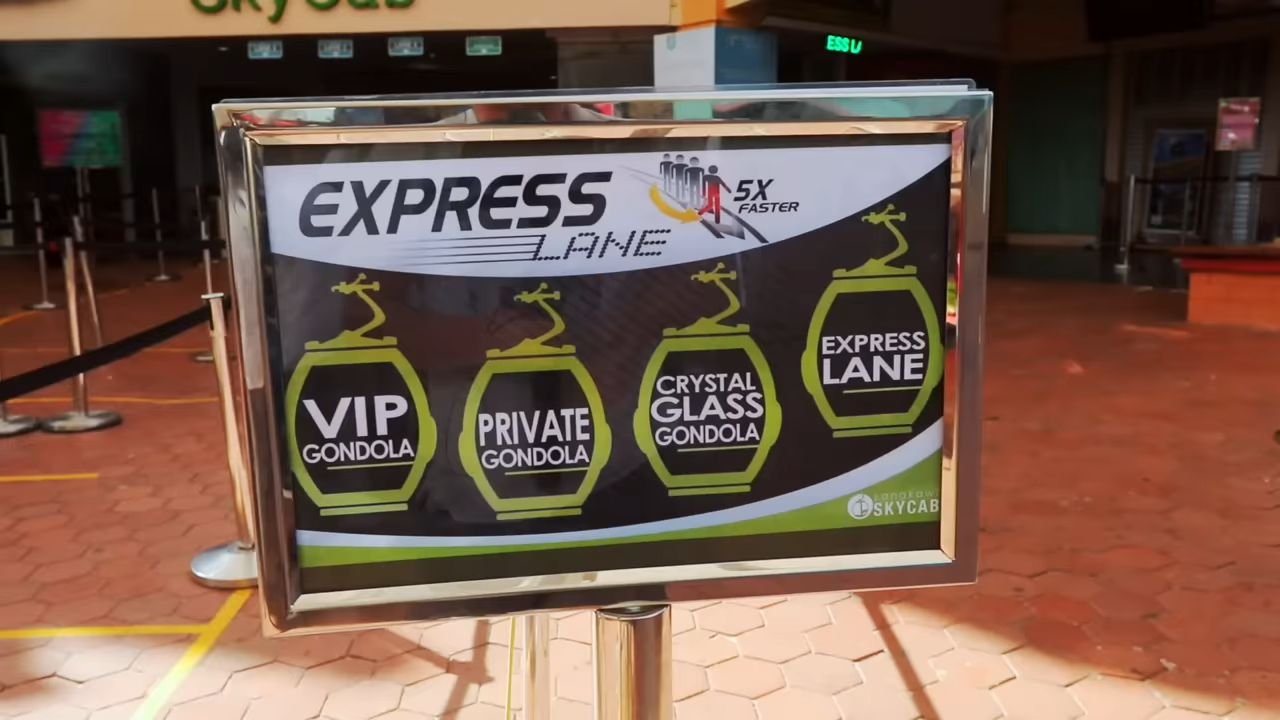 SkyCab
EXPRESS
LANE
5X
FASTER
VIP
GONDOLA
PRIVATE
GONDOLA
CRYSTAL
GLASS
GONDOLA
EXPRESS
LANE
Langkawi
SKYCAB